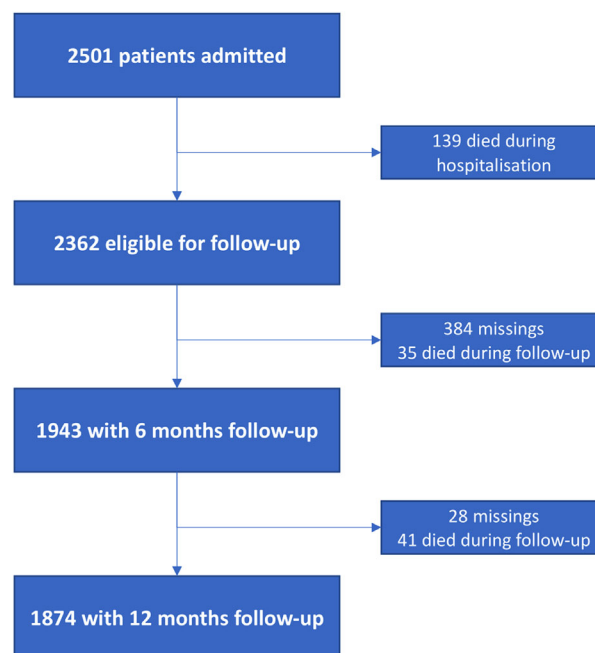 2501 patients admitted
139 died during
hospitalisation
2362 eligible for follow-up
384 missings
35 died during follow-up
1943 with 6 months follow-up
28 missings
41 died during follow-up
1874 with 12 months follow-up